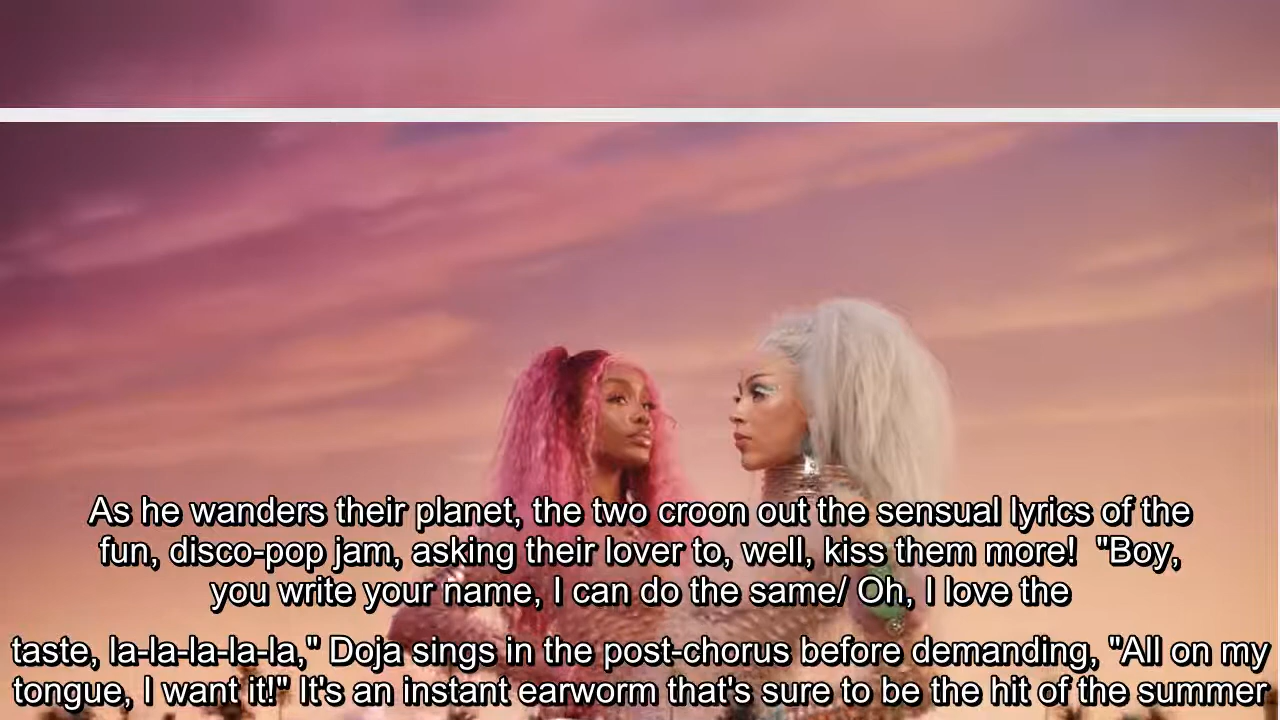 As he wanders their planet, the two croon out the sensual lyrics of the
fun, disco-pop jam, asking their lover to, well, kiss them more!  "Boy,
you write your name, I can do the same/ Oh, I love the
taste, la-la-la-la-la," Doja sings in the post-chorus before demanding, "All on my
tongue, I want it!" It's an instant earworm that's sure to be the hit of the summer